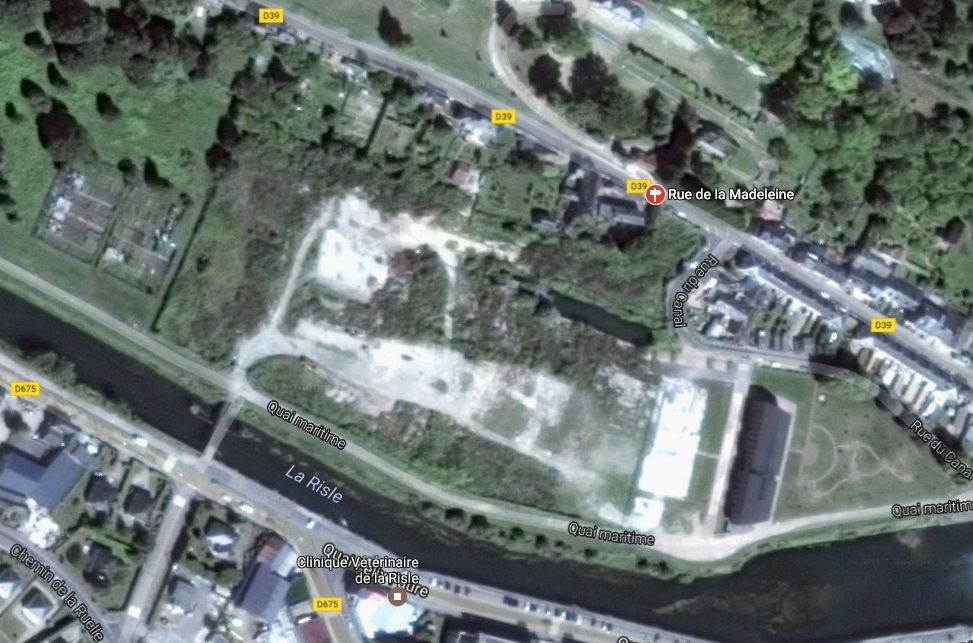 D39
D39
D39
Rue de la Madeleine
Rue du Canal
D39
D675
Quai maritime
La Risle
Rue du Canal
Quai maritime
Quai maritime
Clinique Vétérinaire
de la Risle
Chemin de la Ruelle
D675